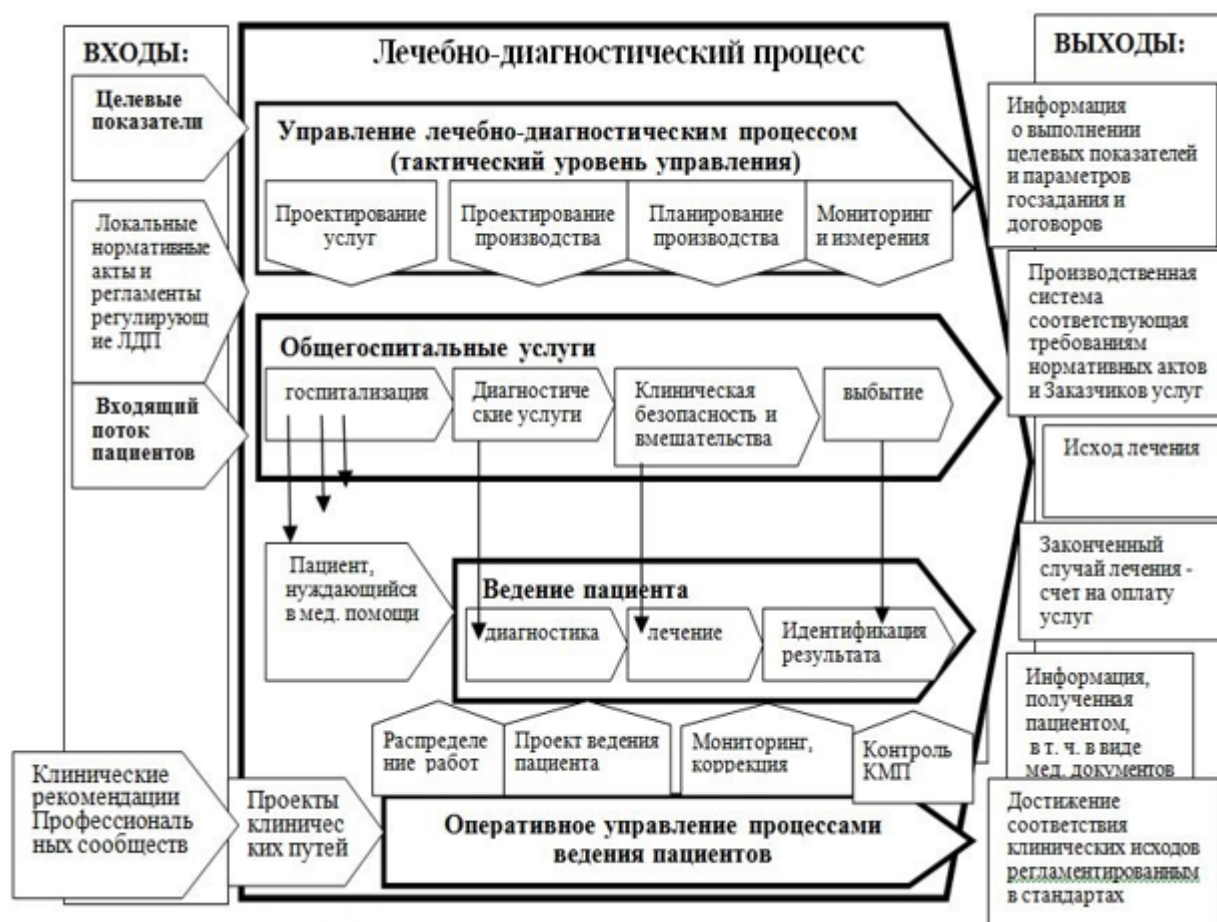 ВХОДЫ:
Целевые
показатели
Локальные
нормативные
акты и
регламенты
регулирующ
ие ЛДП
Входящий
поток
пациентов
Клинические
рекомендации
Профессиональ
ных сообществ
Проекты
клиничес
ких путей
Лечебно-диагностический процесс
Управление лечебно-диагностическим процессом
(тактический уровень управления)
Проектирование
услуг
Проектирование
производства
Планирование
производства
Мониторинг
и измерения
Общегоспитальные услуги
госпитализация
Диагностиче
ские услуги
Клиническая
безопасность и
вмешательства
выбытие
Пациент,
нуждающийся
в мед. помощи
Ведение пациента
диагностика
лечение
Идентификация
результата
Распределе
ние работ
Проект ведения
пациента
Мониторинг,
коррекция
Контроль
КМП
Оперативное управление процессами
ведения пациентов
ВЫХОДЫ:
Информация
о выполнении
целевых показателей
и параметров
госзадания и
договоров
Производственная
система
соответствующая
требованиям
нормативных актов
и Заказчиков услуг
Исход лечения
Законченный
случай лечения -
счет на оплату
услуг
Информация,
полученная
пациентом,
в т. ч. в виде
мед. документов
Достижение
соответствия
клинических исходов
регламентированным
в стандартах